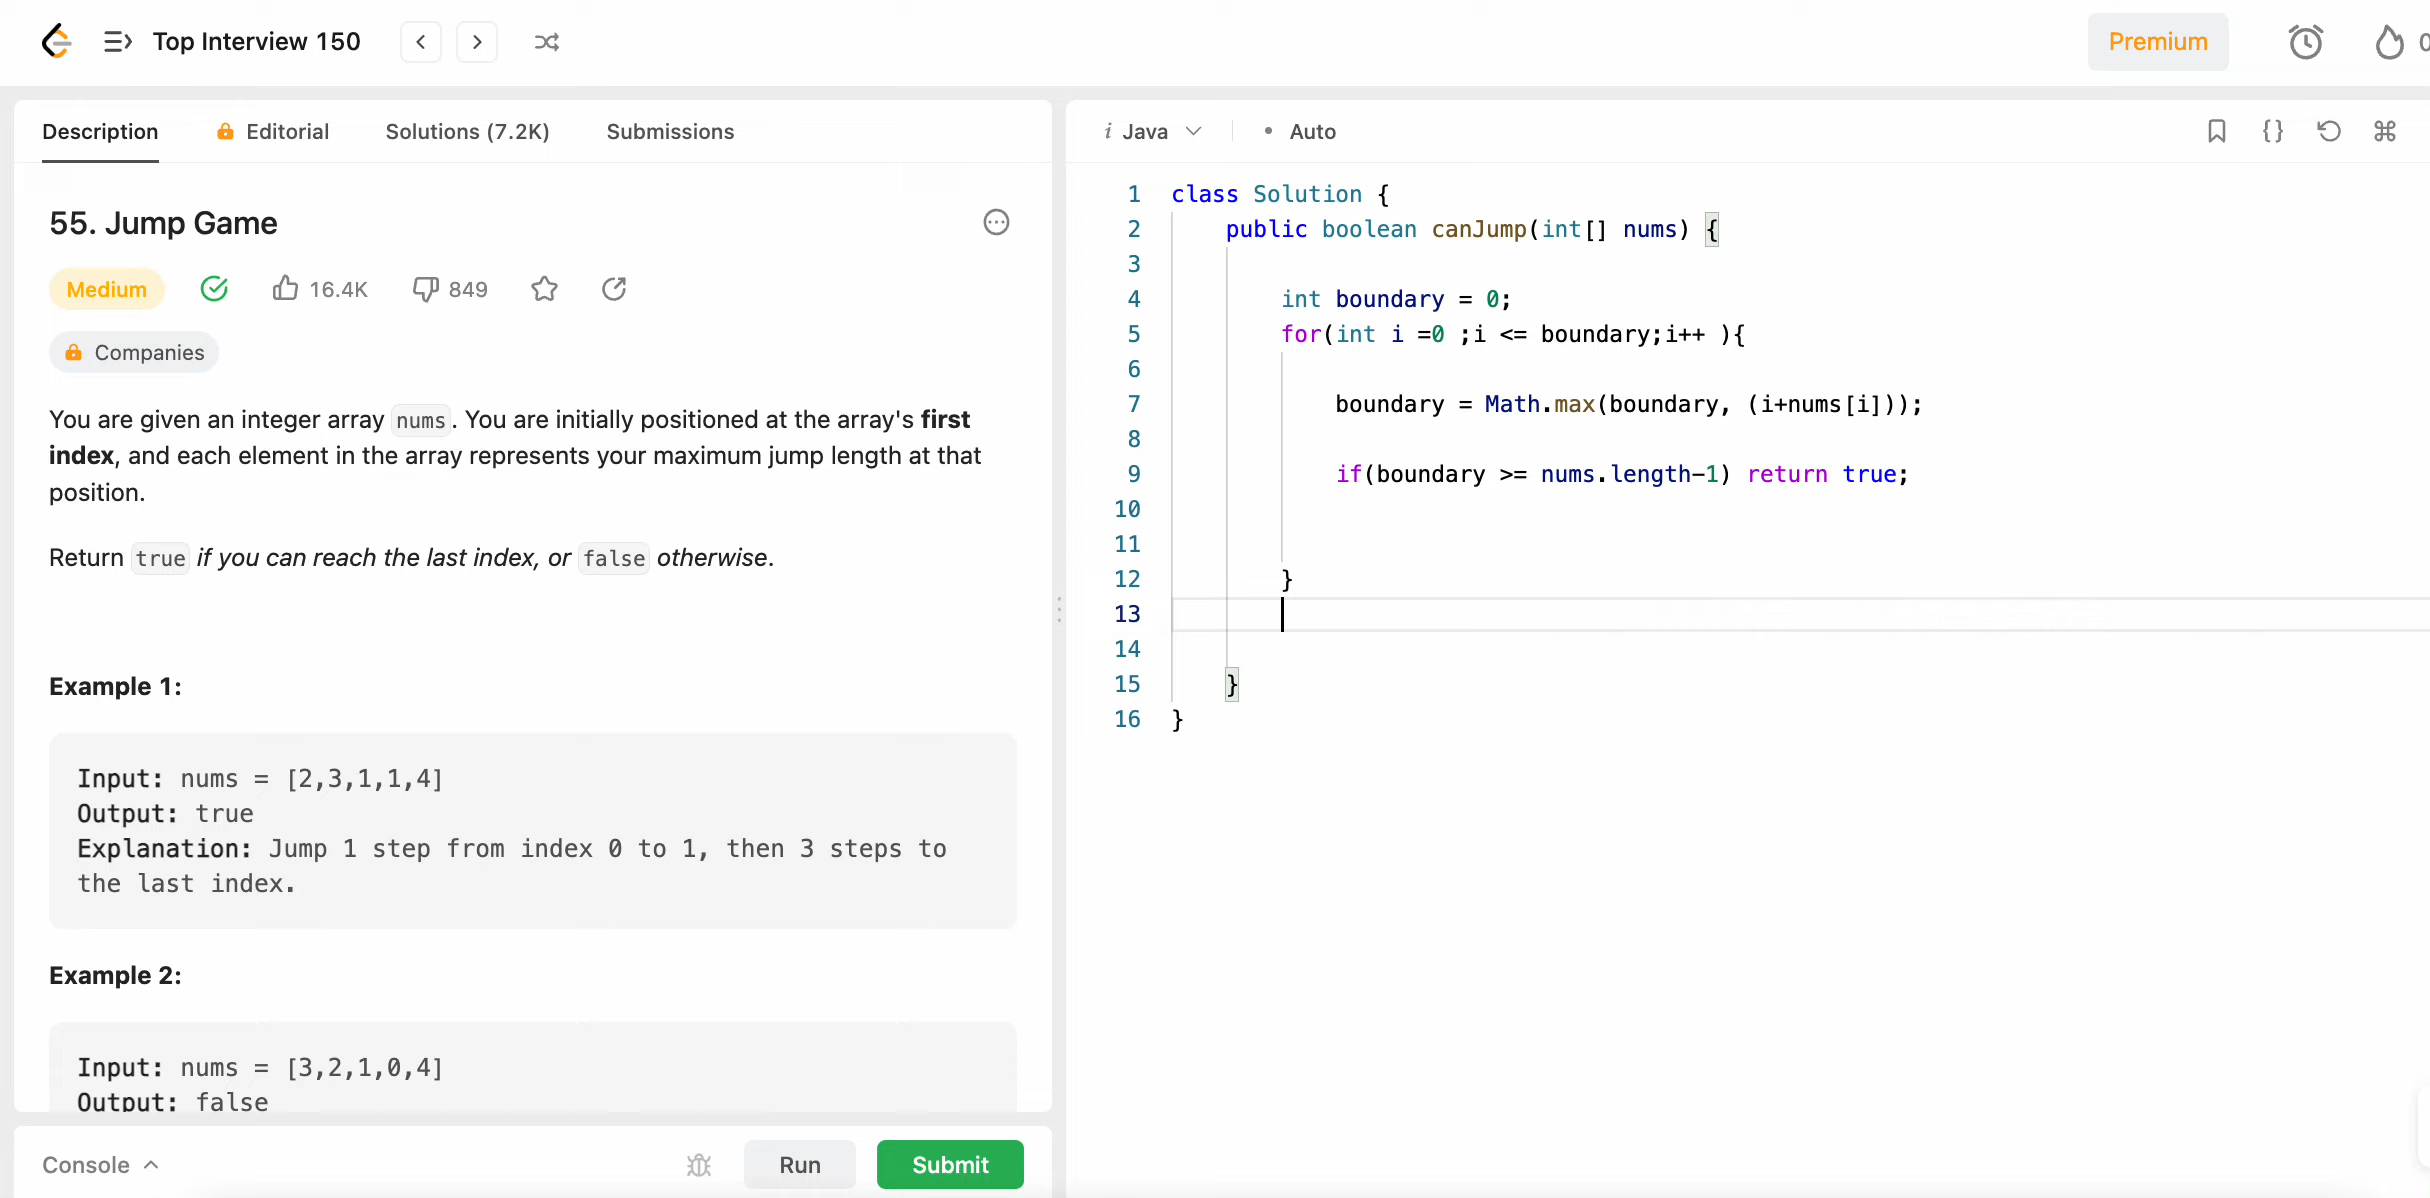 Top Interview 150
Premium
0
Description
Editorial
Solutions (7.2K)
Submissions
55. Jump Game
Medium
16.4K
849
Companies
You are given an integer array nums. You are initially positioned at the array's first
index, and each element in the array represents your maximum jump length at that
position.
Return true if you can reach the last index, or false otherwise.
Example 1:
Input: nums = [2,3,1,1,4]
Output: true
Explanation: Jump 1 step from index 0 to 1, then 3 steps to
the last index.
Example 2:
Input: nums = [3,2,1,0,4]
Output: false
Console
Run
Submit
i Java
• Auto
{}
1 class Solution {
2 public boolean canJump(int[] nums) {
3
4 int boundary = 0;
5 for(int i =0 ;i <= boundary;i++ ){
6
7 boundary = Math.max(boundary, (i+nums[i]));
8
9 if(boundary >= nums.length-1) return true;
10
11
12 }
13
14
15 }
16 }